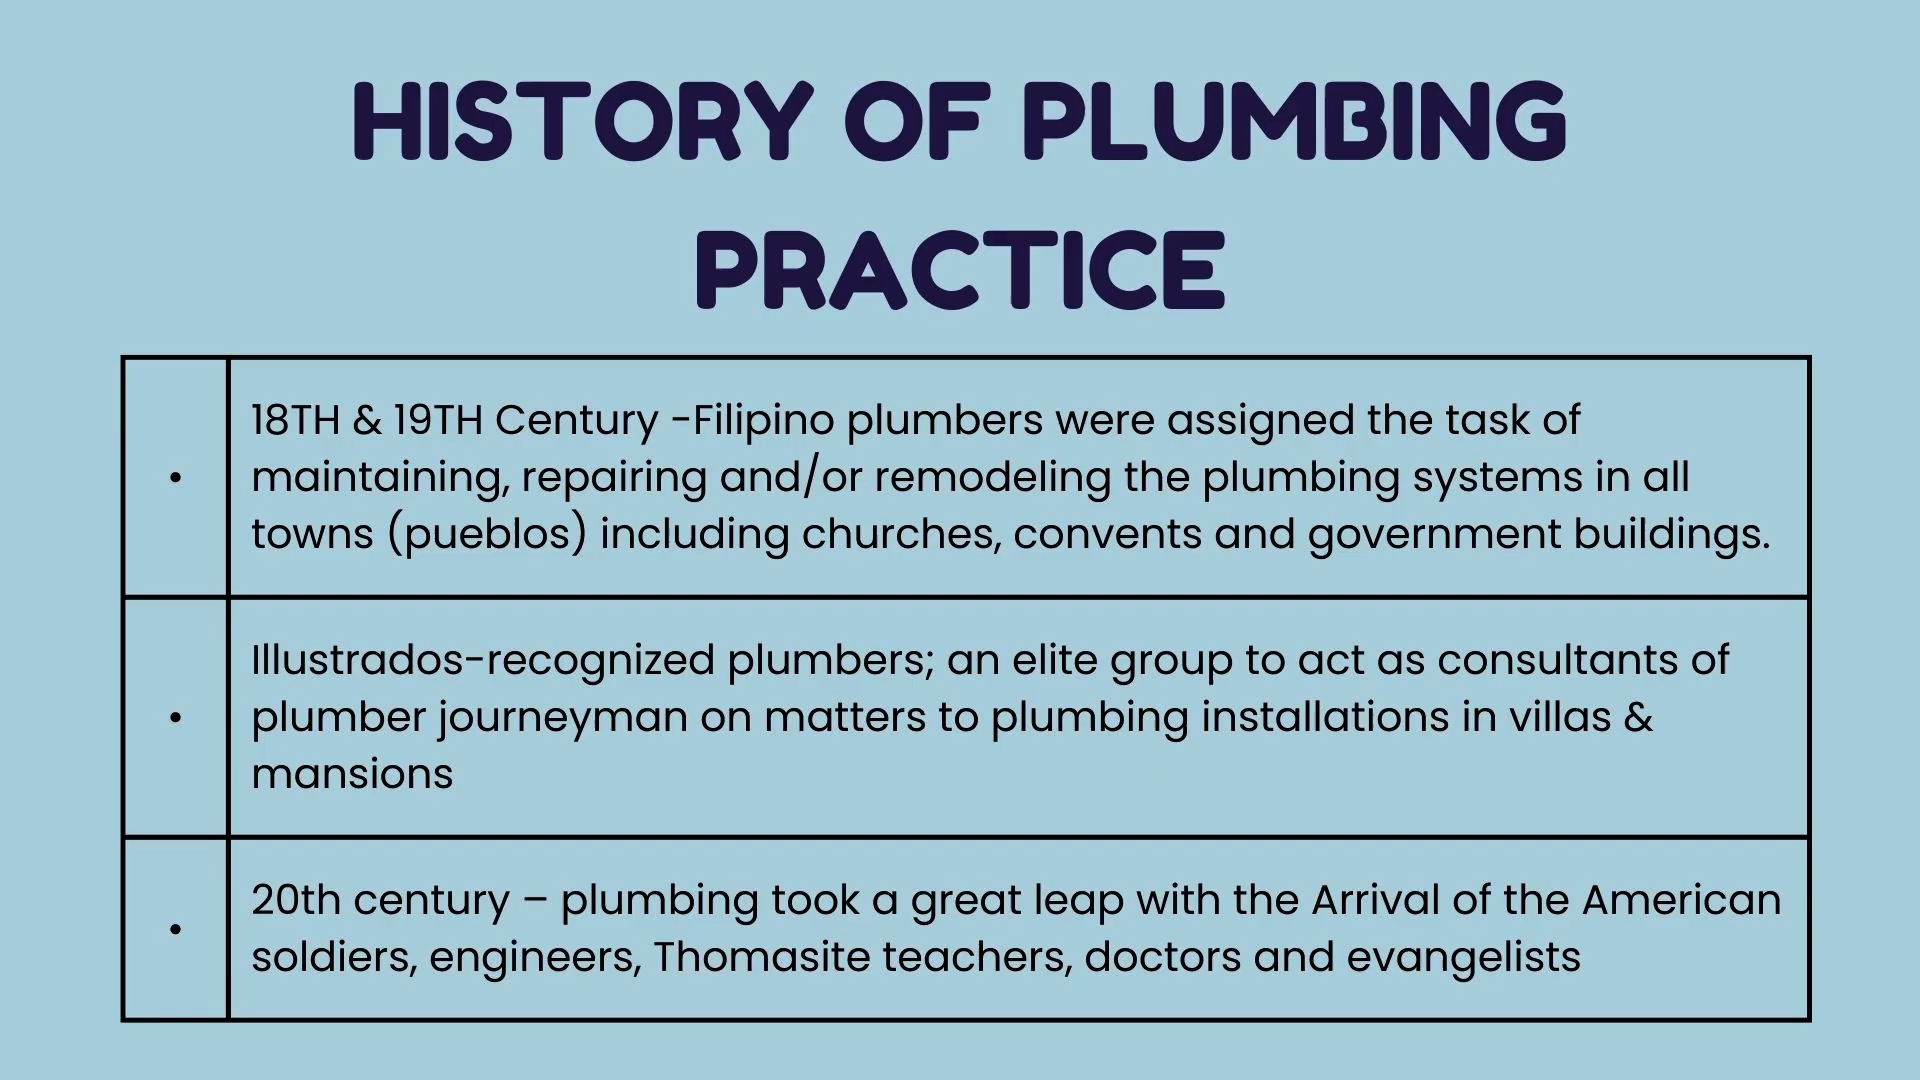 HISTORY OF PLUMBING
PRACTICE
• 18TH & 19TH Century -Filipino plumbers were assigned the task of
maintaining, repairing and/or remodeling the plumbing systems in all
towns (pueblos) including churches, convents and government buildings.
• Illustrados-recognized plumbers; an elite group to act as consultants of
plumber journeyman on matters to plumbing installations in villas &
mansions
• 20th century – plumbing took a great leap with the Arrival of the American
soldiers, engineers, Thomasite teachers, doctors and evangelists